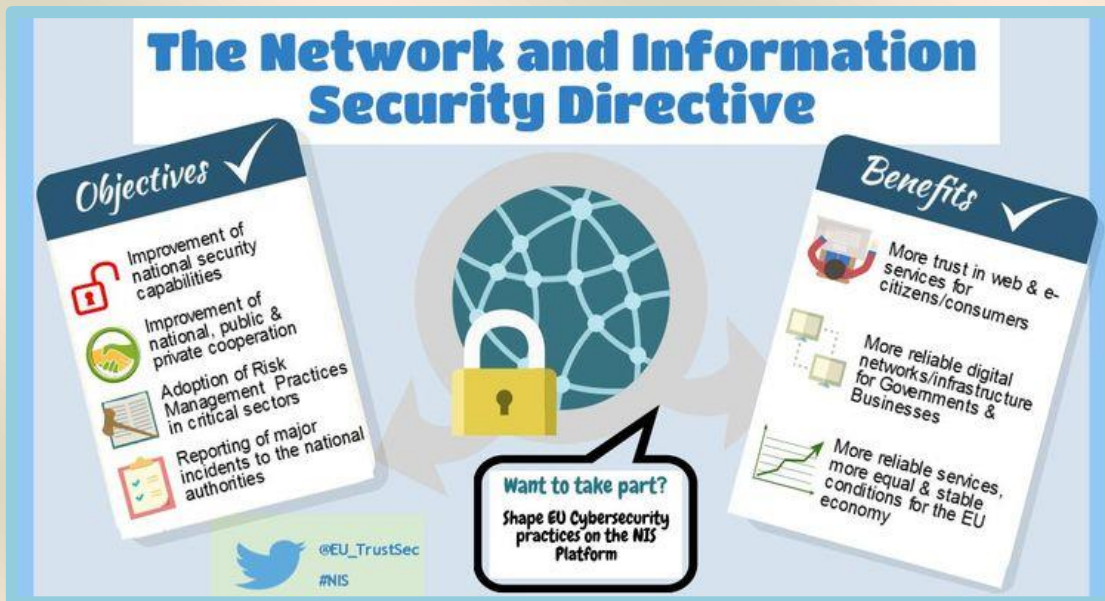 The Network and Information
Security Directive
Objectives
Improvement of
national security
capabilities
Improvement of
national, public &
private cooperation
Adoption of Risk
Management Practices
in critical sectors
Reporting of major
incidents to the national
authorities
Benefits
More trust in web & e-
services for
citizens/consumers
More reliable digital
networks/infrastructure
for Governments &
Businesses
More reliable services,
more equal & stable
conditions for the EU
economy
Want to take part?
Shape EU Cybersecurity
practices on the NIS
Platform
@EU_TrustSec
#NIS